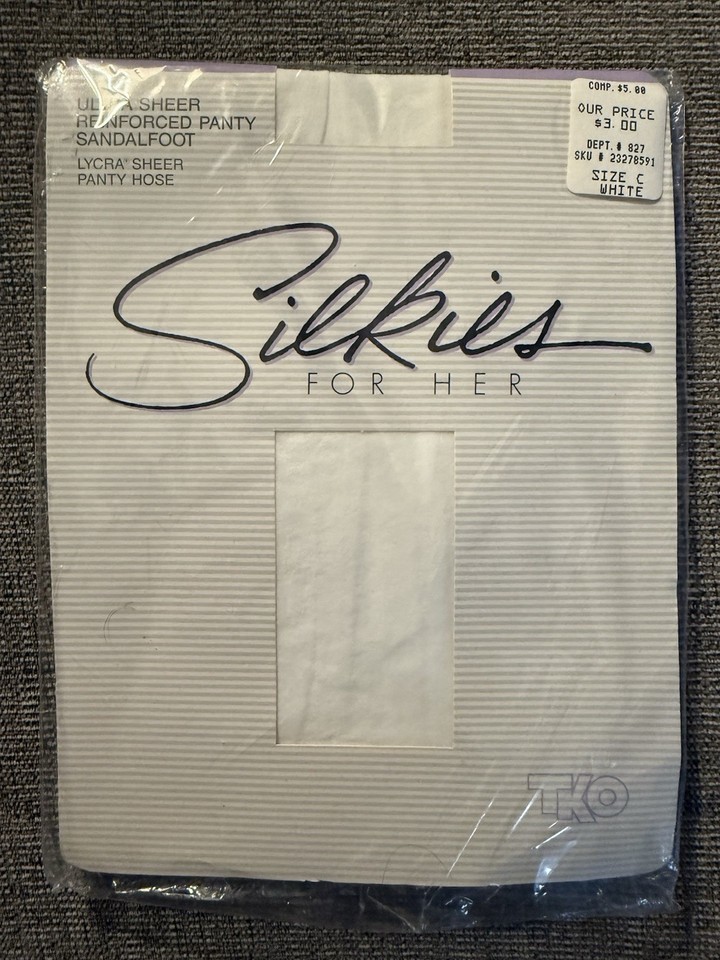 ULTRA SHEER
REINFORCED PANTY
SANDALFOOT
LYCRA® SHEER
PANTY HOSE
COMP. $5.00
OUR PRICE
$3.00
DEPT.# 827
SKU # 23278591
SIZE C
WHITE
Silkies
FOR HER
TKO